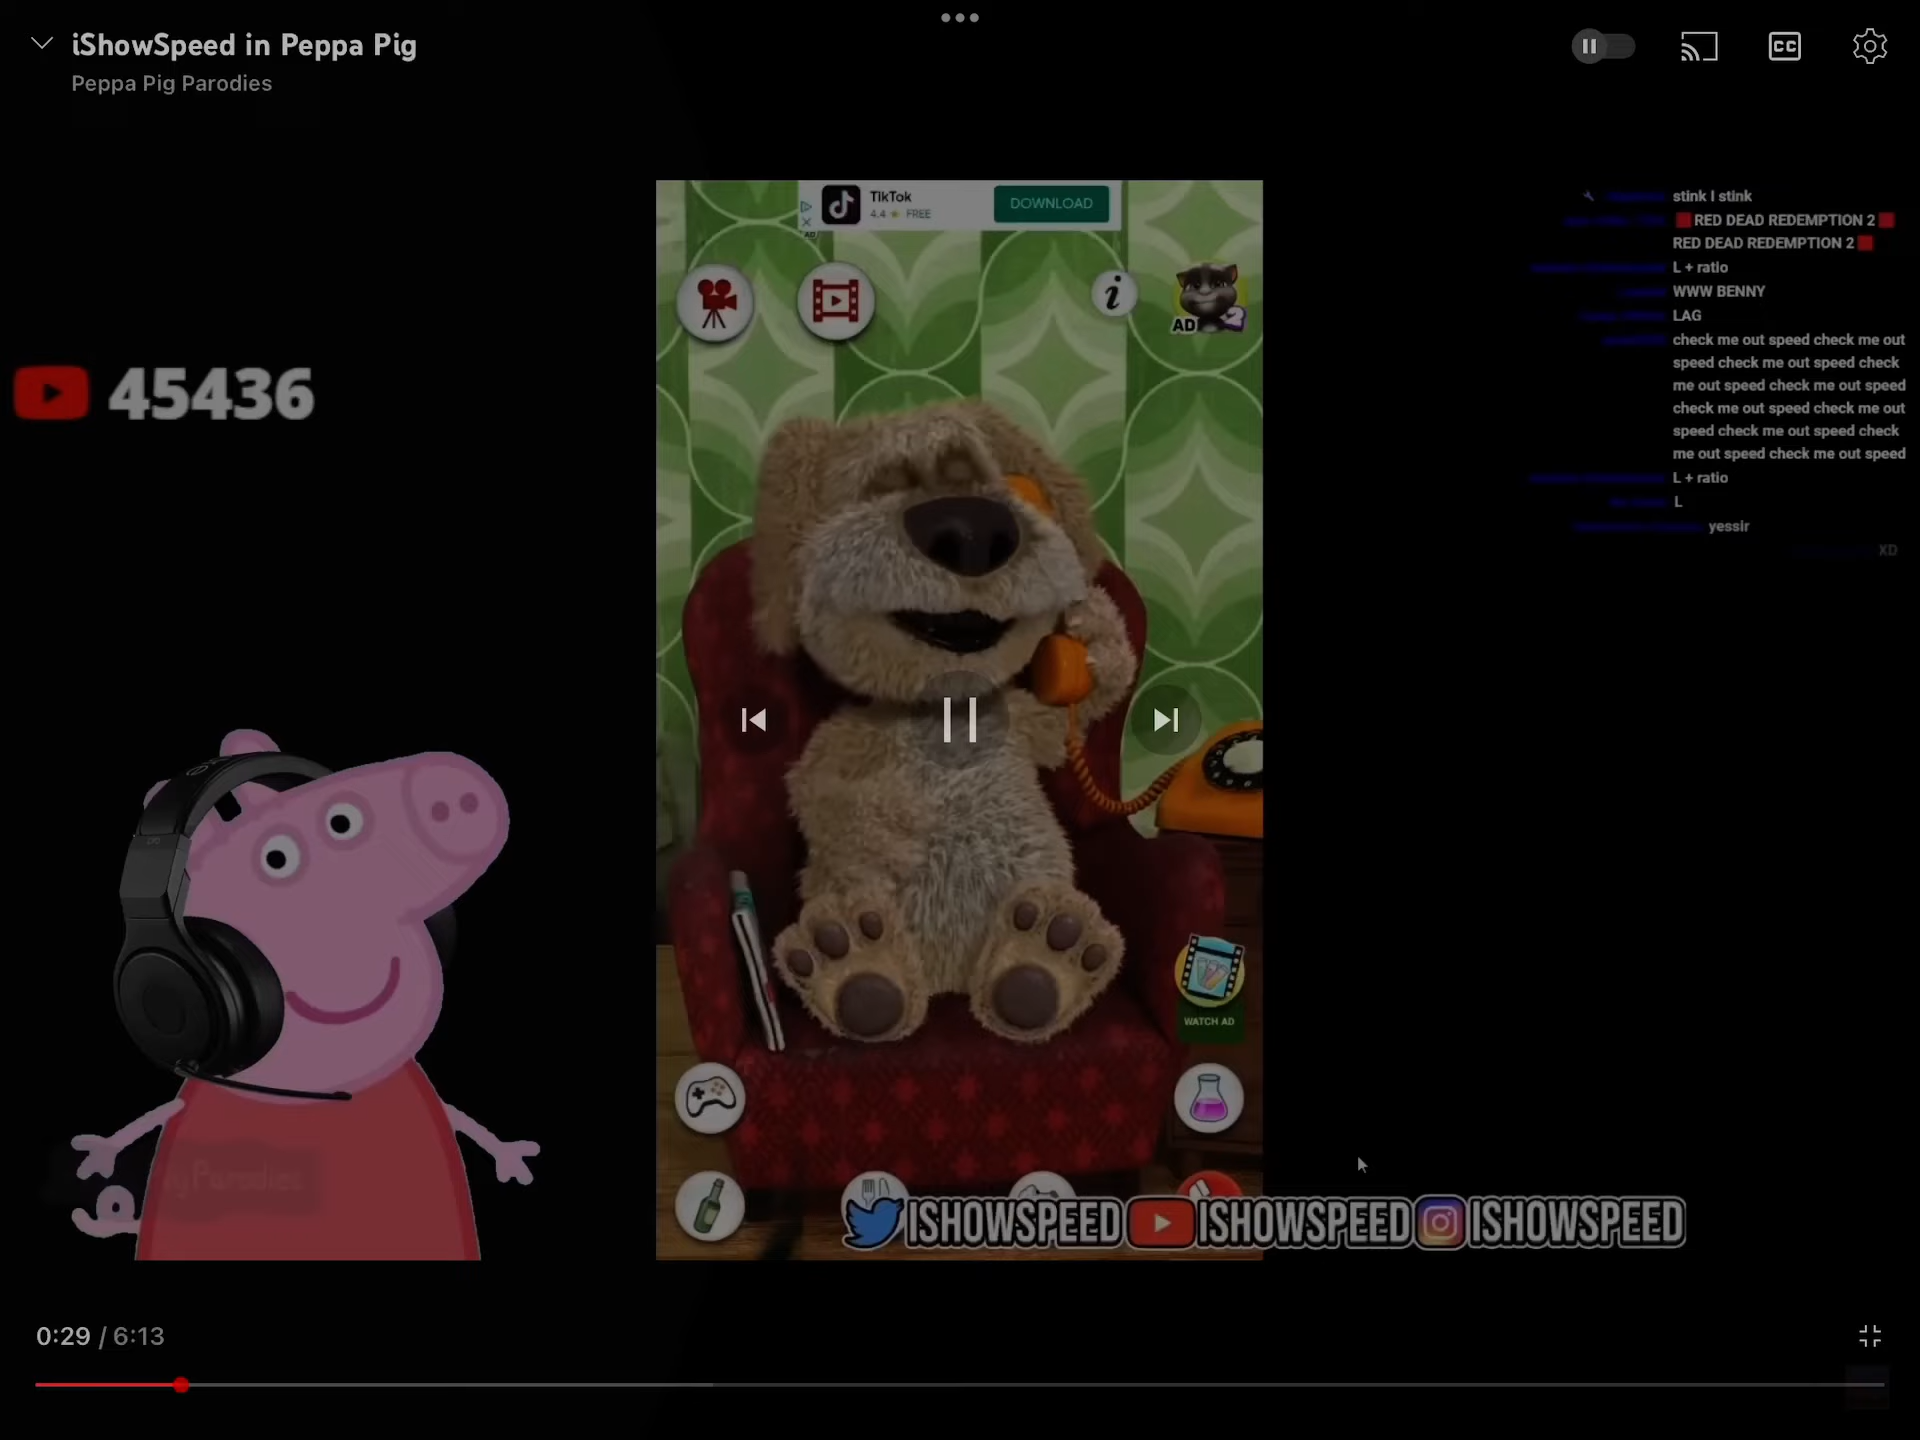 iShowSpeed in Peppa Pig
Peppa Pig Parodies
CC
TikTok
4.4 ★ FREE
DOWNLOAD
AD
i
AD 2
45436
stink I stink
🟥 RED DEAD REDEMPTION 2 🟥
RED DEAD REDEMPTION 2 🟥
L + ratio
WWW BENNY
LAG
check me out speed check me out
speed check me out speed check
me out speed check me out speed
check me out speed check me out
speed check me out speed check
me out speed check me out speed
L + ratio
L
yessir
XD
WATCH AD
Parodies
ISHOWSPEED ISHOWSPEED ISHOWSPEED
0:29 / 6:13